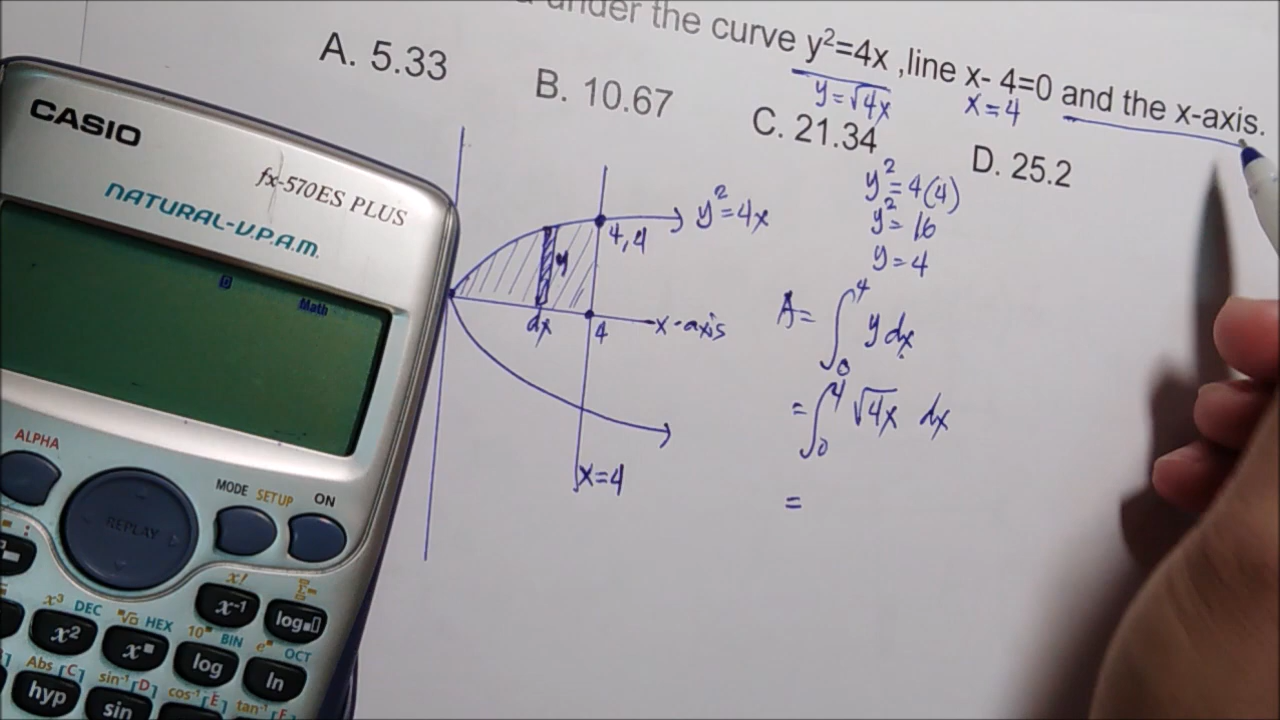 under the curve y²=4x ,line x- 4=0 and the x-axis.
y=√4x x=4
A. 5.33 B. 10.67 C. 21.34 D. 25.2
CASIO
fx-570ES PLUS
NATURAL-V.P.A.M.
D Math
ALPHA
MODE SETUP ON
REPLAY
x! x⁻¹ log
x³ DEC x² HEX 10 BIN log e OCT ln
Abs [C] hyp sin⁻¹ [D] sin cos⁻¹ [E] tan⁻¹
y²=4x
4,4
y
dx
4
x-axis
x=4
y²=4(4)
y²=16
y=4
A=∫₀⁴ y dx
=∫₀⁴ √4x dx
=